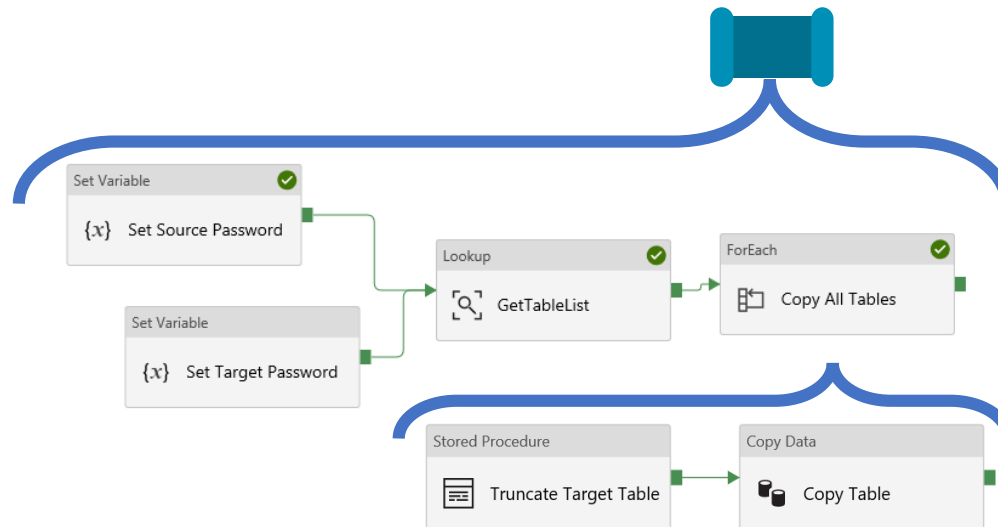 Set Variable
{x} Set Source Password
Lookup
GetTableList
ForEach
Copy All Tables
Set Variable
{x} Set Target Password
Stored Procedure
Truncate Target Table
Copy Data
Copy Table